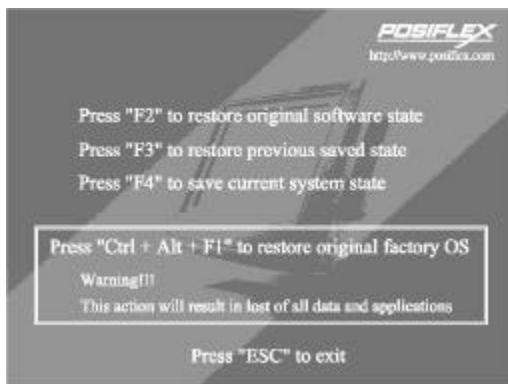 POSIFLEX
http://www.posiflex.com
Press "F2" to restore original software state
Press "F3" to restore previous saved state
Press "F4" to save current system state
Press "Ctrl + Alt + F1" to restore original factory OS
Warning!!!
This action will result in lost of all data and applications
Press "ESC" to exit